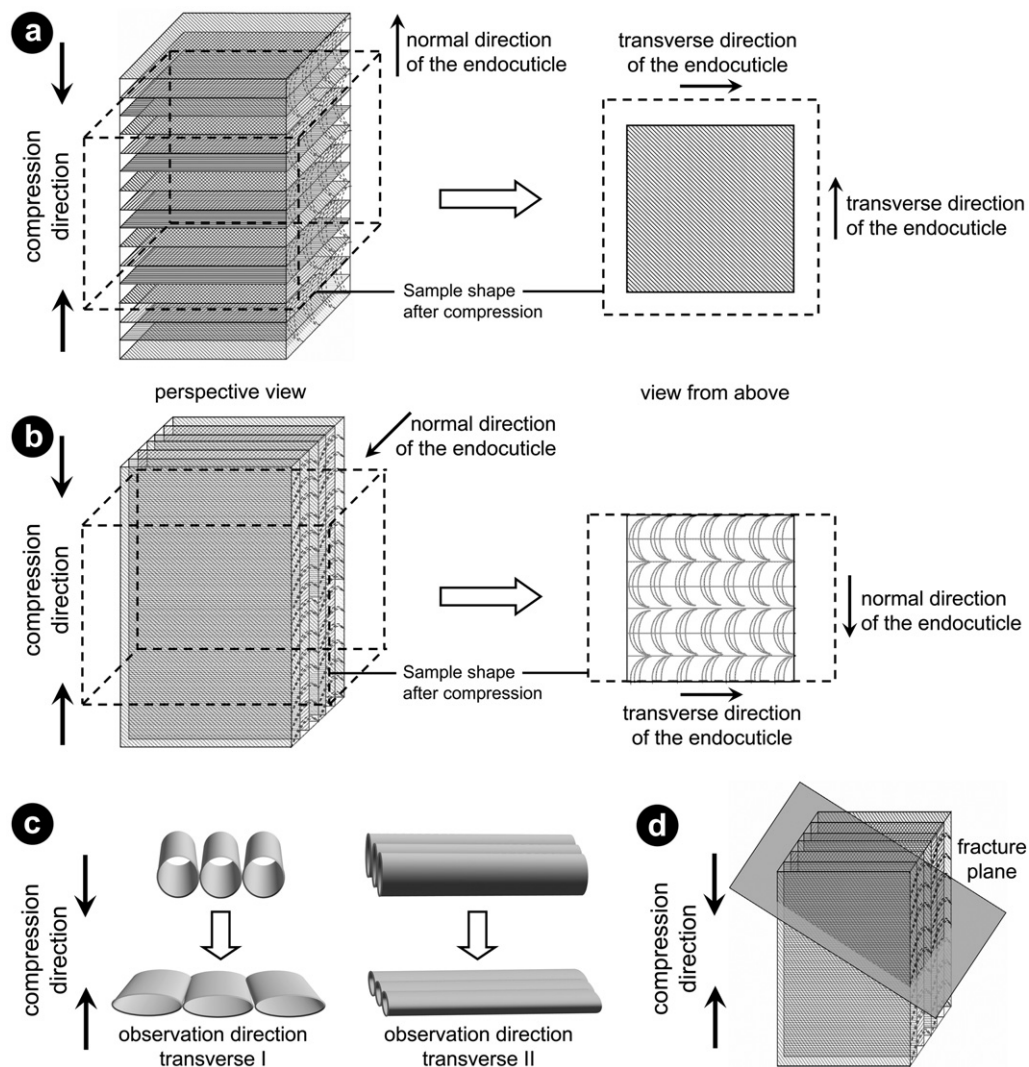 a
compression
direction
normal direction
of the endocuticle
transverse direction
of the endocuticle
transverse direction
of the endocuticle
Sample shape
after compression
perspective view
view from above
b
compression
direction
normal direction
of the endocuticle
normal direction
of the endocuticle
Sample shape
after compression
transverse direction
of the endocuticle
c
compression
direction
observation direction
transverse I
observation direction
transverse II
d
compression
direction
fracture
plane